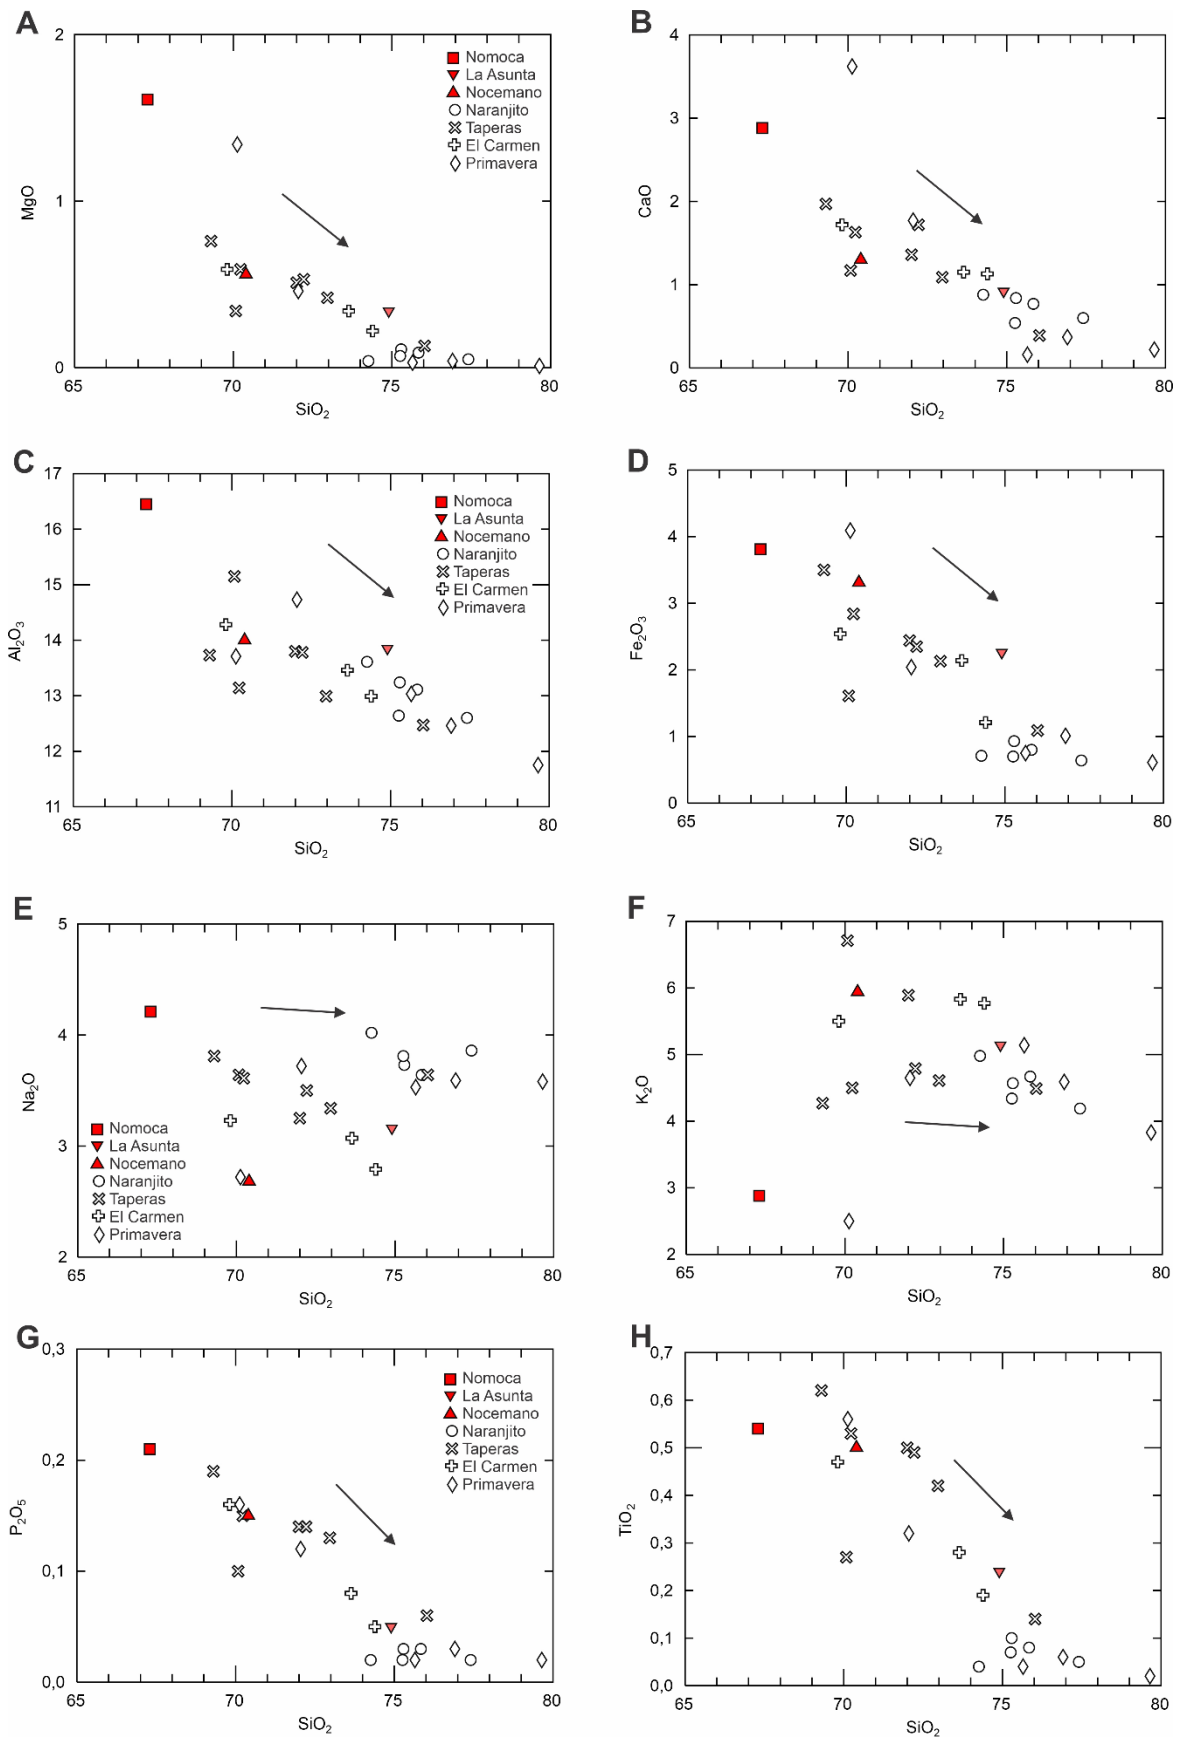 A
2
1
0
MgO
65
70
75
80
SiO2
Nomoca
La Asunta
Nocemano
Naranjito
Taperas
El Carmen
Primavera
B
4
3
2
1
0
CaO
65
70
75
80
SiO2
C
17
16
15
14
13
12
11
Al2O3
65
70
75
80
SiO2
Nomoca
La Asunta
Nocemano
Naranjito
Taperas
El Carmen
Primavera
D
5
4
3
2
1
0
Fe2O3
65
70
75
80
SiO2
E
5
4
3
2
Na2O
65
70
75
80
SiO2
Nomoca
La Asunta
Nocemano
Naranjito
Taperas
El Carmen
Primavera
F
7
6
5
4
3
2
K2O
65
70
75
80
SiO2
G
0,3
0,2
0,1
0,0
P2O5
65
70
75
80
SiO2
Nomoca
La Asunta
Nocemano
Naranjito
Taperas
El Carmen
Primavera
H
0,7
0,6
0,5
0,4
0,3
0,2
0,1
0,0
TiO2
65
70
75
80
SiO2